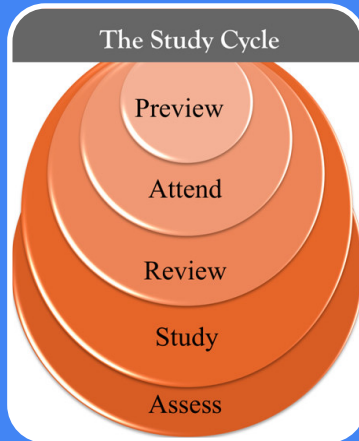 The Study Cycle
Preview
Attend
Review
Study
Assess